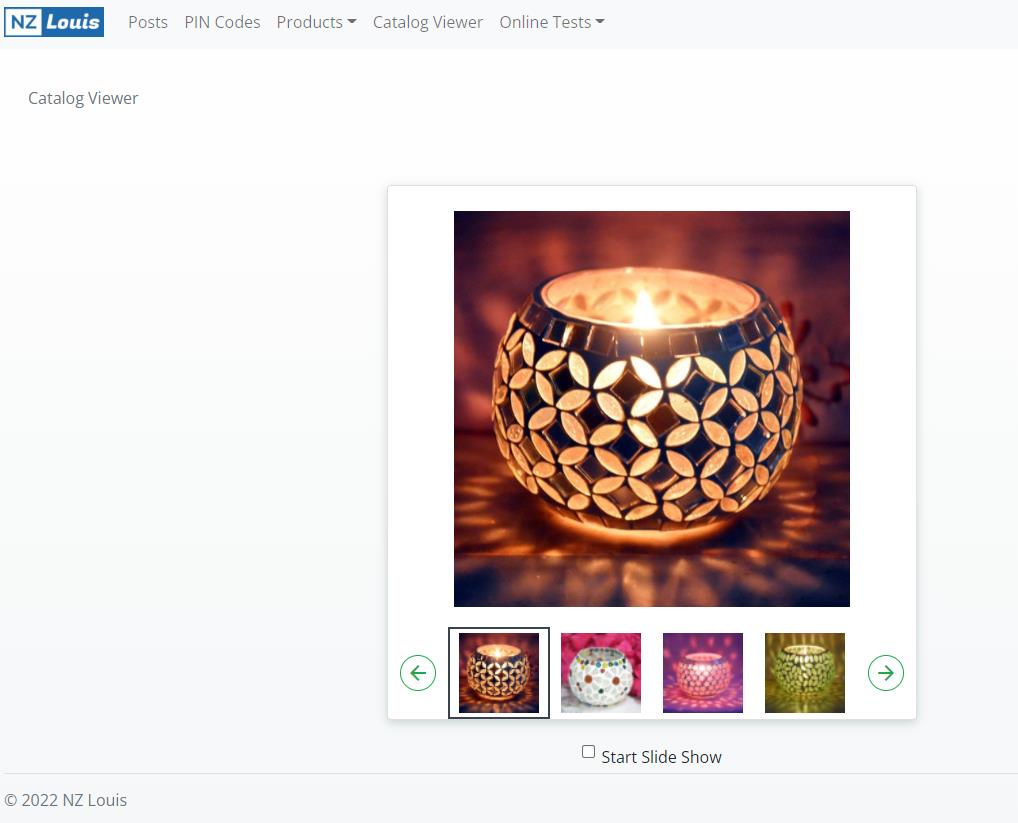 NZ Louis Posts PIN Codes Products Catalog Viewer Online Tests
Catalog Viewer
Start Slide Show
© 2022 NZ Louis